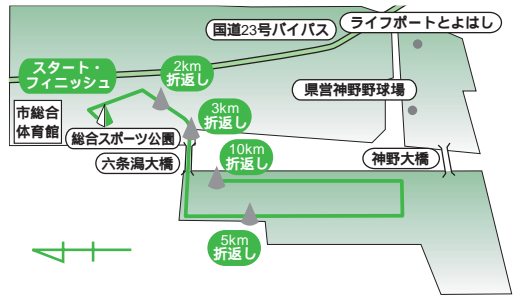 ライフポートとよはし
国道23号バイパス
スタート・
フィニッシュ
2km
折返し
県営神野野球場
市総合
体育館
3km
折返し
総合スポーツ公園
六条潟大橋
10km
折返し
神野大橋
5km
折返し